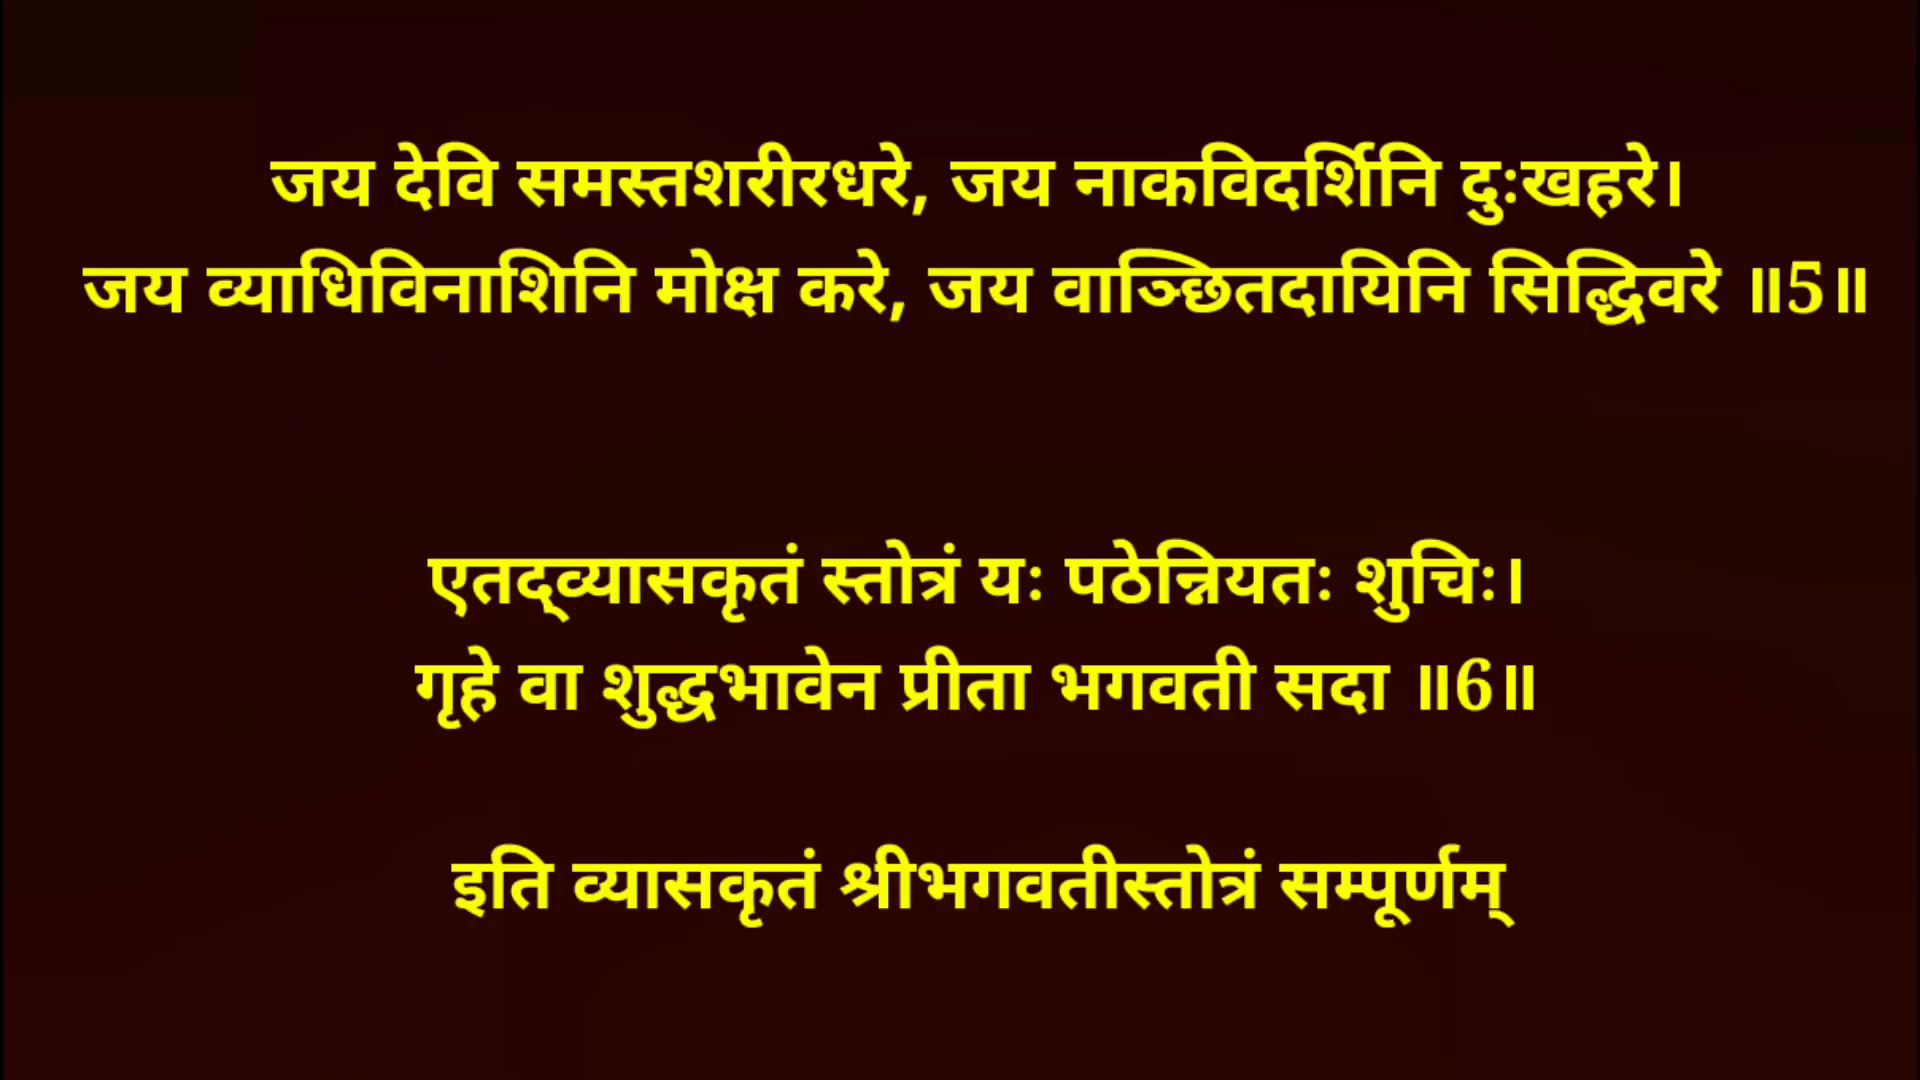 जय देवि समस्तशरीरधरे, जय नाकविदर्शिनि दुःखहरे।
जय व्याधिविनाशिनि मोक्ष करे, जय वाञ्छितदायिनि सिद्धिवरे ॥5॥
एतद्व्यासकृतं स्तोत्रं यः पठेन्नियतः शुचिः।
गृहे वा शुद्धभावेन प्रीता भगवती सदा ॥6॥
इति व्यासकृतं श्रीभगवतीस्तोत्रं सम्पूर्णम्